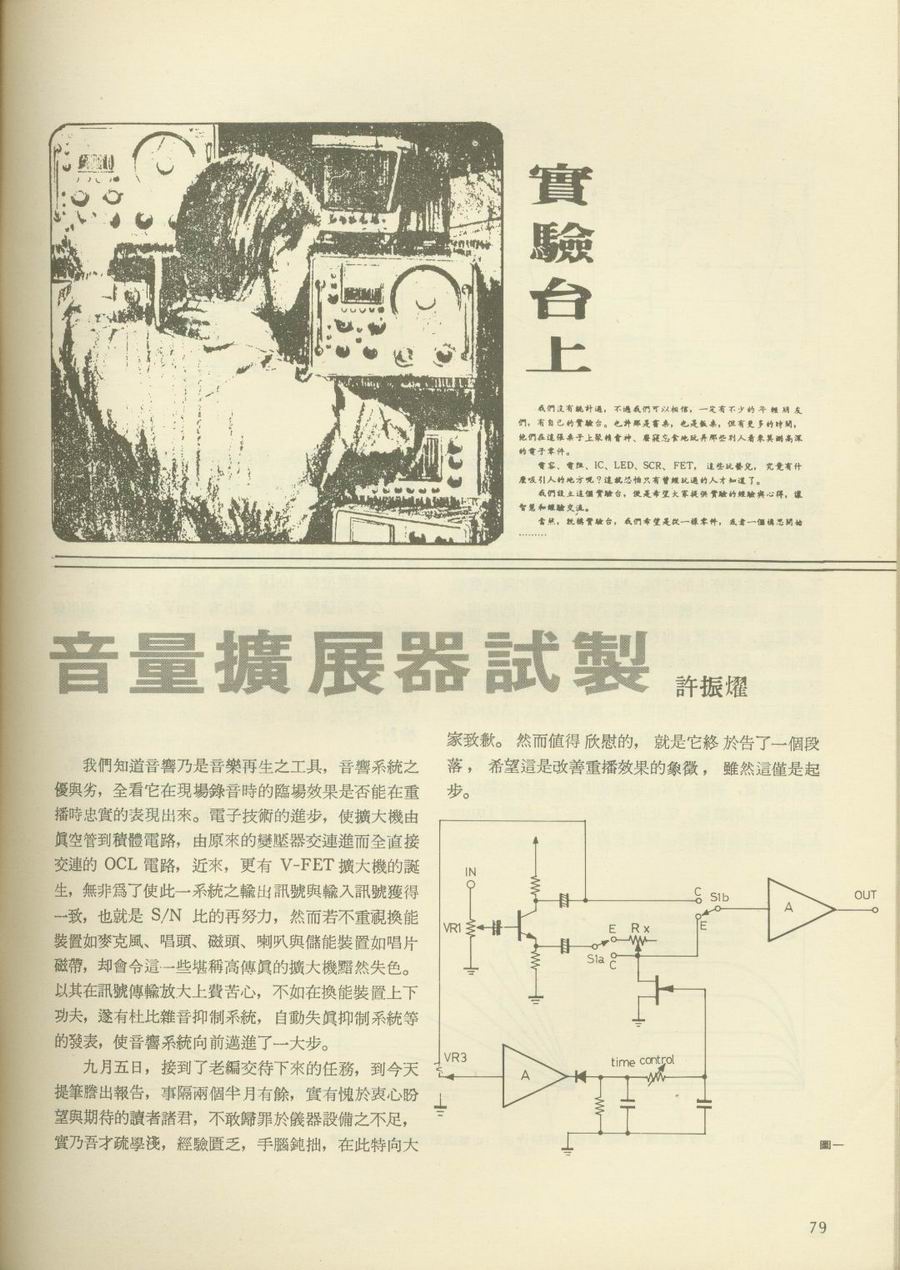 實驗台上
我們沒有統計過，不過我們可以相信，一定有不少的年輕朋友
們，有自己的實驗台。也許那是書桌，也是飯桌，但有更多的時間，
他們在這張桌子上聚精會神、廢寢忘食地玩弄那些別人看來莫測高深
的電子零件。
電容、電阻、IC、LED、SCR、FET，這些玩藝兒，究竟有什
麼吸引人的地方呢？這就恐怕只有曾經玩過的人才知道了。
我們設立這個實驗台，便是希望大家提供實驗的經驗與心得，讓
智慧和經驗交流。
當然，既稱實驗台，我們希望是從一樣零件，或者一個構思開始
………
音量擴展器試製
許振燿
我們知道音響乃是音樂再生之工具，音響系統之
優與劣，全看它在現場錄音時的臨場效果是否能在重
播時忠實的表現出來。電子技術的進步，使擴大機由
眞空管到積體電路，由原來的變壓器交連進而全直接
交連的 OCL 電路，近來，更有 V-FET 擴大機的誕
生，無非爲了使此一系統之輸出訊號與輸入訊號獲得
一致，也就是 S/N 比的再努力，然而若不重視換能
裝置如麥克風、唱頭、磁頭、喇叭與儲能裝置如唱片
磁帶，却會令這一些堪稱高傳眞的擴大機黯然失色。
以其在訊號傳輸放大上費苦心，不如在換能裝置上下
功夫，遂有杜比雜音抑制系統，自動失眞抑制系統等
的發表，使音響系統向前邁進了一大步。
九月五日，接到了老編交待下來的任務，到今天
提筆謄出報告，事隔兩個半月有餘，實有愧於衷心盼
望與期待的讀者諸君，不敢歸罪於儀器設備之不足，
實乃吾才疏學淺，經驗匱乏，手腦鈍拙，在此特向大
家致歉。然而值得欣慰的，就是它終於告了一個段
落，希望這是改善重播效果的象徵，雖然這僅是起
步。
IN
VR1
E
Rx
S1a
C
C
S1b
E
A
OUT
VR3
A
time control
圖一
79